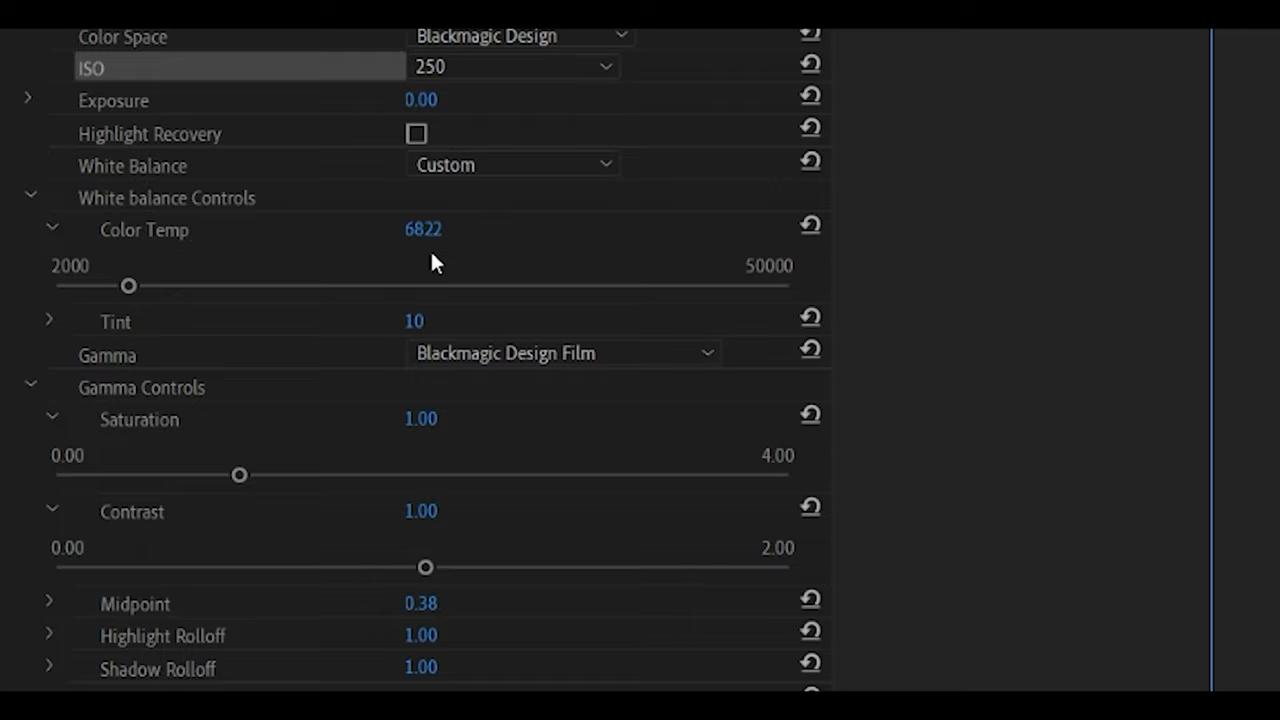 Color Space Blackmagic Design
ISO 250
Exposure 0.00
Highlight Recovery
White Balance Custom
White balance Controls
Color Temp 6822
2000 50000
Tint 10
Gamma Blackmagic Design Film
Gamma Controls
Saturation 1.00
0.00 4.00
Contrast 1.00
0.00 2.00
Midpoint 0.38
Highlight Rolloff 1.00
Shadow Rolloff 1.00